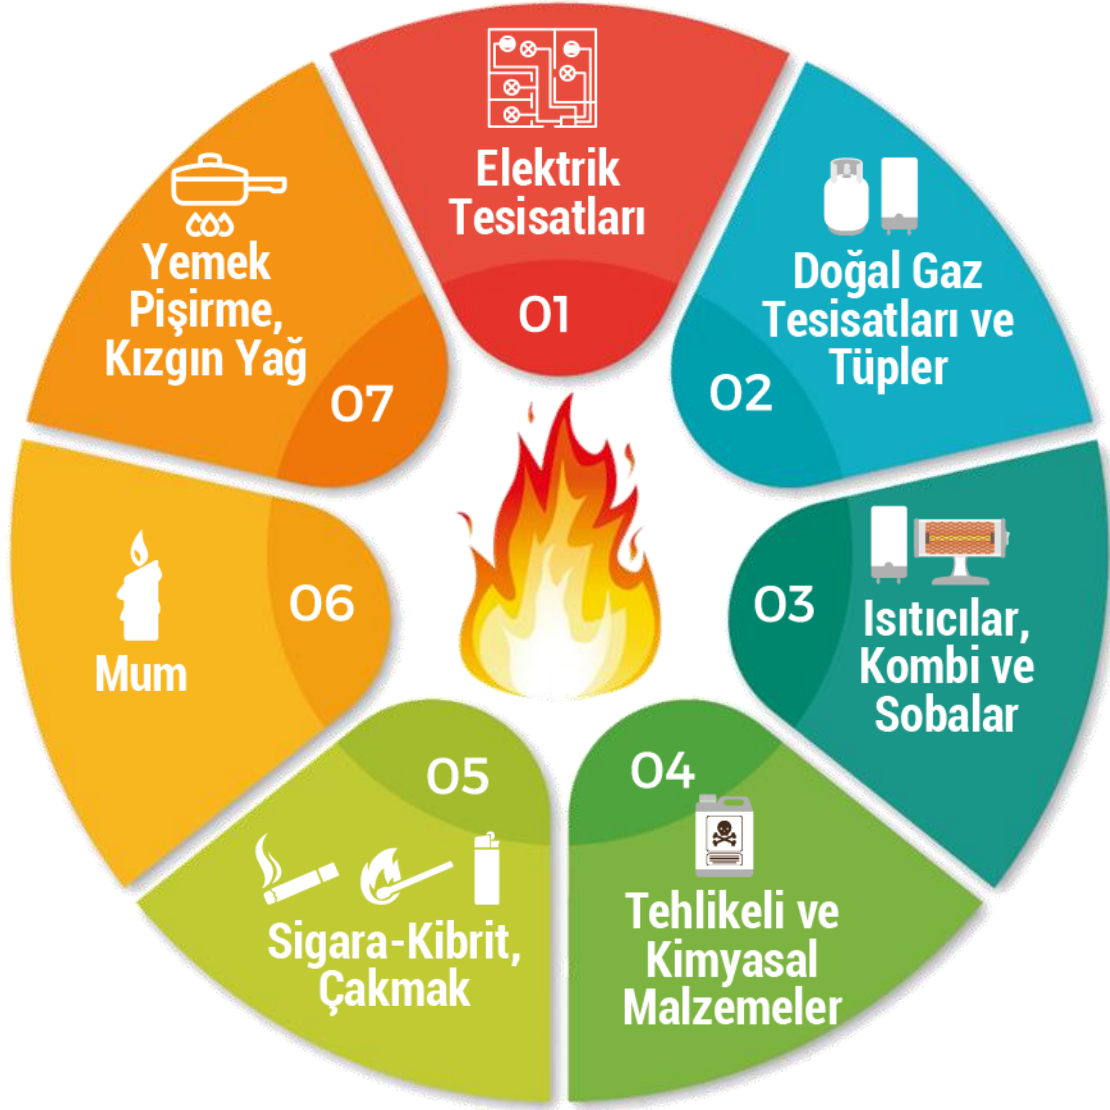 01
Elektrik
Tesisatları
02
Doğal Gaz
Tesisatları ve
Tüpler
03
Isıtıcılar,
Kombi ve
Sobalar
04
Tehlikeli ve
Kimyasal
Malzemeler
05
Sigara-Kibrit,
Çakmak
06
Mum
07
Yemek
Pişirme,
Kızgın Yağ